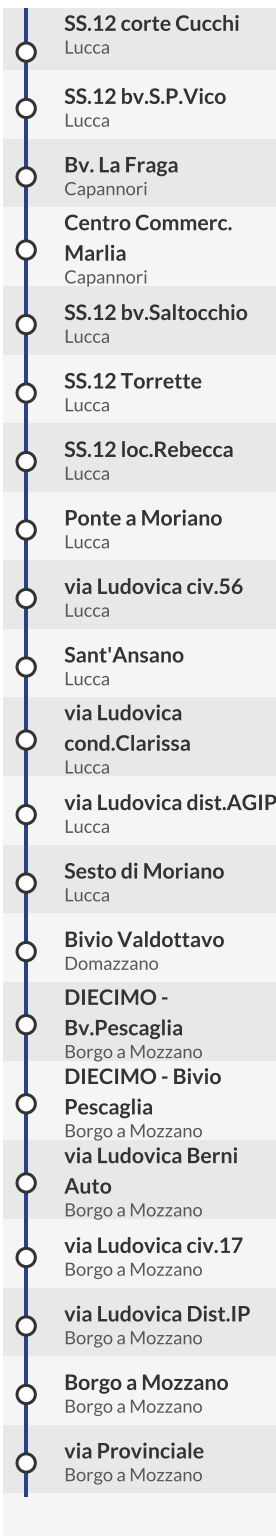 SS.12 corte Cucchi
Lucca
SS.12 bv.S.P.Vico
Lucca
Bv. La Fraga
Capannori
Centro Commerc.
Marlia
Capannori
SS.12 bv.Saltocchio
Lucca
SS.12 Torrette
Lucca
SS.12 loc.Rebecca
Lucca
Ponte a Moriano
Lucca
via Ludovica civ.56
Lucca
Sant'Ansano
Lucca
via Ludovica
cond.Clarissa
Lucca
via Ludovica dist.AGIP
Lucca
Sesto di Moriano
Lucca
Bivio Valdottavo
Domazzano
DIECIMO -
Bv.Pescaglia
Borgo a Mozzano
DIECIMO - Bivio
Pescaglia
Borgo a Mozzano
via Ludovica Berni
Auto
Borgo a Mozzano
via Ludovica civ.17
Borgo a Mozzano
via Ludovica Dist.IP
Borgo a Mozzano
Borgo a Mozzano
Borgo a Mozzano
via Provinciale
Borgo a Mozzano